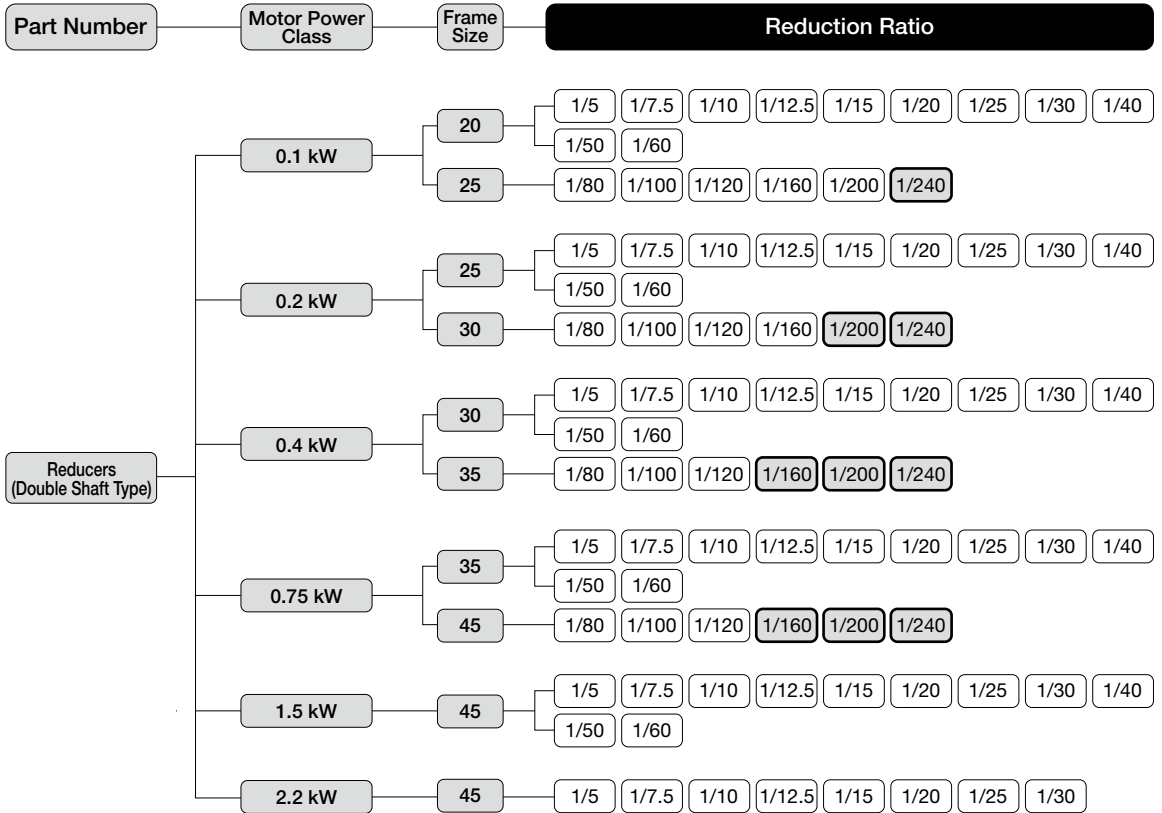 Part Number
Motor Power
Class
Frame
Size
Reduction Ratio
1/5 1/7.5 1/10 1/12.5 1/15 1/20 1/25 1/30 1/40
20
1/50 1/60
0.1 kW
25 1/80 1/100 1/120 1/160 1/200 1/240
1/5 1/7.5 1/10 1/12.5 1/15 1/20 1/25 1/30 1/40
25
1/50 1/60
0.2 kW
30 1/80 1/100 1/120 1/160 1/200 1/240
1/5 1/7.5 1/10 1/12.5 1/15 1/20 1/25 1/30 1/40
30
1/50 1/60
0.4 kW
35 1/80 1/100 1/120 1/160 1/200 1/240
Reducers
(Double Shaft Type)
1/5 1/7.5 1/10 1/12.5 1/15 1/20 1/25 1/30 1/40
35
1/50 1/60
0.75 kW
45 1/80 1/100 1/120 1/160 1/200 1/240
1/5 1/7.5 1/10 1/12.5 1/15 1/20 1/25 1/30 1/40
1.5 kW 45
1/50 1/60
2.2 kW 45 1/5 1/7.5 1/10 1/12.5 1/15 1/20 1/25 1/30